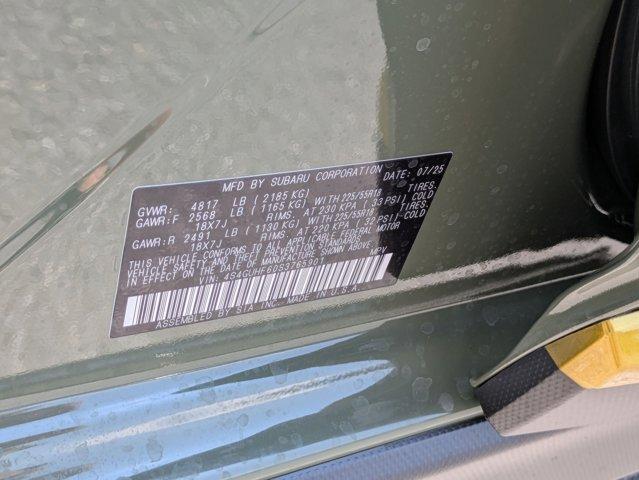 MFD BY SUBARU CORPORATION DATE: 07/25
GVWR: 4817 LB (2185 KG)
GAWR:F 2568 LB (1165 KG) WITH 225/55R18 TIRES,
18X7J RIMS, AT 230 KPA (33 PSI) COLD
GAWR:R 2491 LB (1130 KG) WITH 225/55R18 TIRES,
18X7J RIMS, AT 220 KPA (32 PSI) COLD
THIS VEHICLE CONFORMS TO ALL APPLICABLE FEDERAL MOTOR
VEHICLE SAFETY AND BUMPER STANDARDS IN EFFECT ON THE
DATE OF MANUFACTURE SHOWN ABOVE.
VIN: MPV
ASSEMBLED BY SIA INC. MADE IN U.S.A.